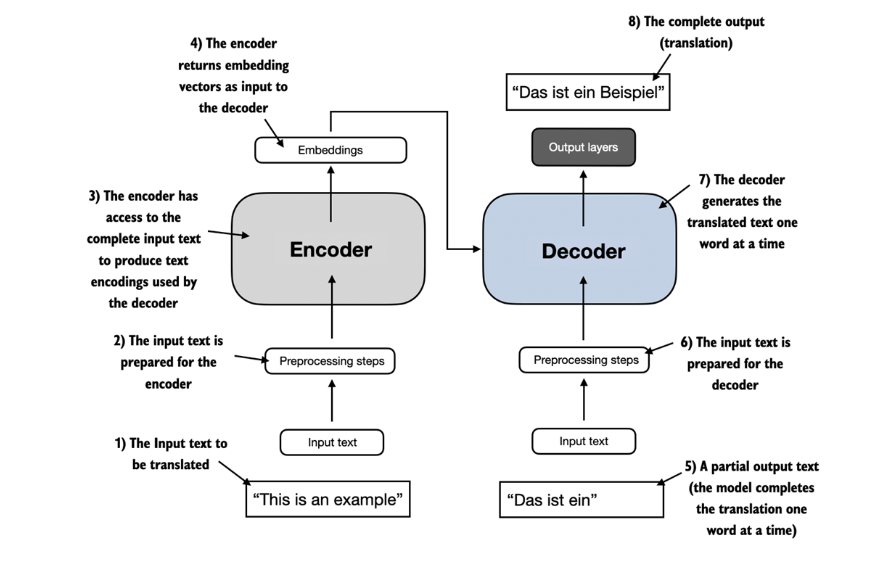 8) The complete output
(translation)
4) The encoder
returns embedding
vectors as input to
the decoder
“Das ist ein Beispiel”
Embeddings
Output layers
3) The encoder has
access to the
complete input text
to produce text
encodings used by
the decoder
Encoder
Decoder
7) The decoder
generates the
translated text one
word at a time
2) The input text is
prepared for the
encoder
Preprocessing steps
Preprocessing steps
6) The input text is
prepared for the
decoder
1) The Input text to
be translated
Input text
Input text
“This is an example”
“Das ist ein”
5) A partial output text
(the model completes
the translation one
word at a time)